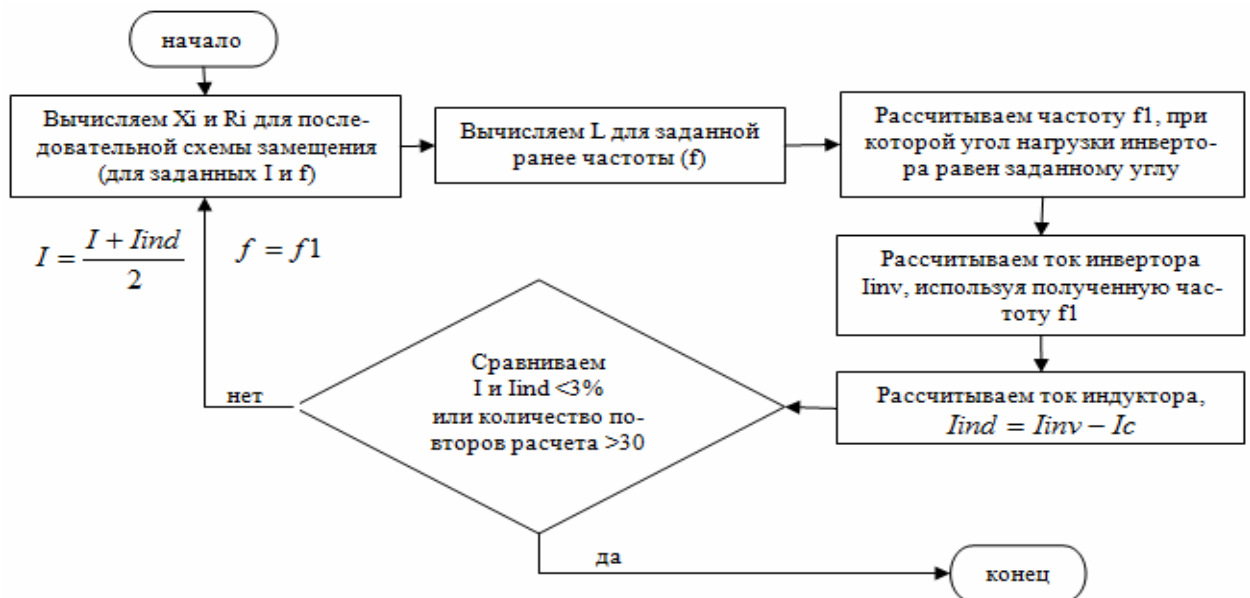 начало
Вычисляем Xi и Ri для после-
довательной схемы замещения
(для заданных I и f)
Вычисляем L для заданной
ранее частоты (f)
Рассчитываем частоту f1, при
которой угол нагрузки инверто-
ра равен заданному углу
Рассчитываем ток инвертора
Iinv, используя полученную час-
тоту f1
Рассчитываем ток индуктора,
Iind = Iinv − Ic
Сравниваем
I и Iind <3%
или количество по-
второв расчета >30
нет
I = (I + Iind) / 2
f = f1
да
конец